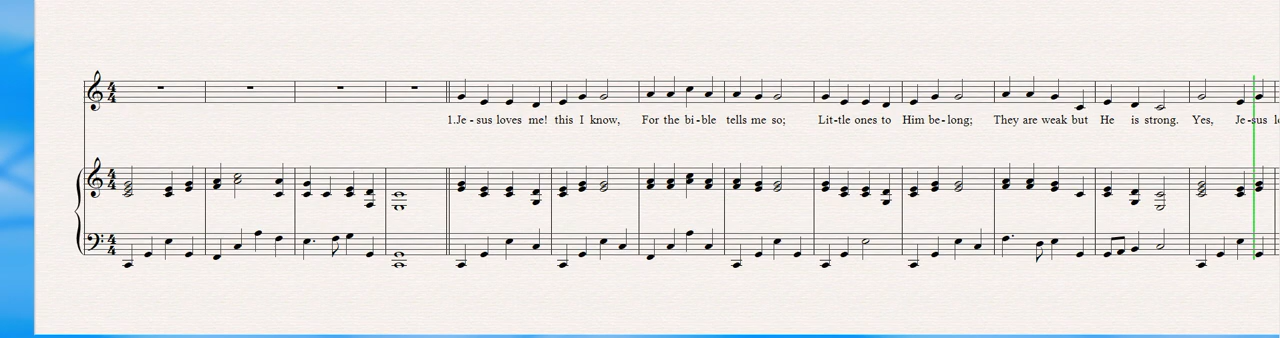 1.Je - sus loves me! this I know, For the bi - ble tells me so; Lit-tle ones to Him be - long; They are weak but He is strong. Yes, Je-sus